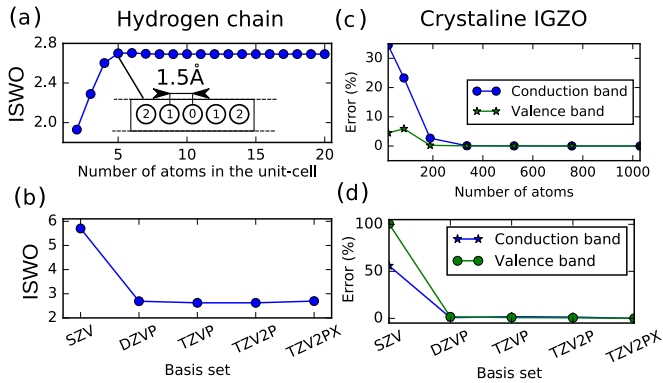 Hydrogen chain
Crystaline IGZO
(a)
ISWO
2.8
2.4
2.0
1.5Å
2 1 0 1 2
5 10 15 20
Number of atoms in the unit-cell
(b)
ISWO
6
5
4
3
2
SZV DZVP TZVP TZV2P TZV2PX
Basis set
(c)
Error (%)
30
20
10
0
Conduction band
Valence band
200 400 600 800 1000
Number of atoms
(d)
Error (%)
100
50
0
Conduction band
Valence band
SZV DZVP TZVP TZV2P TZV2PX
Basis set